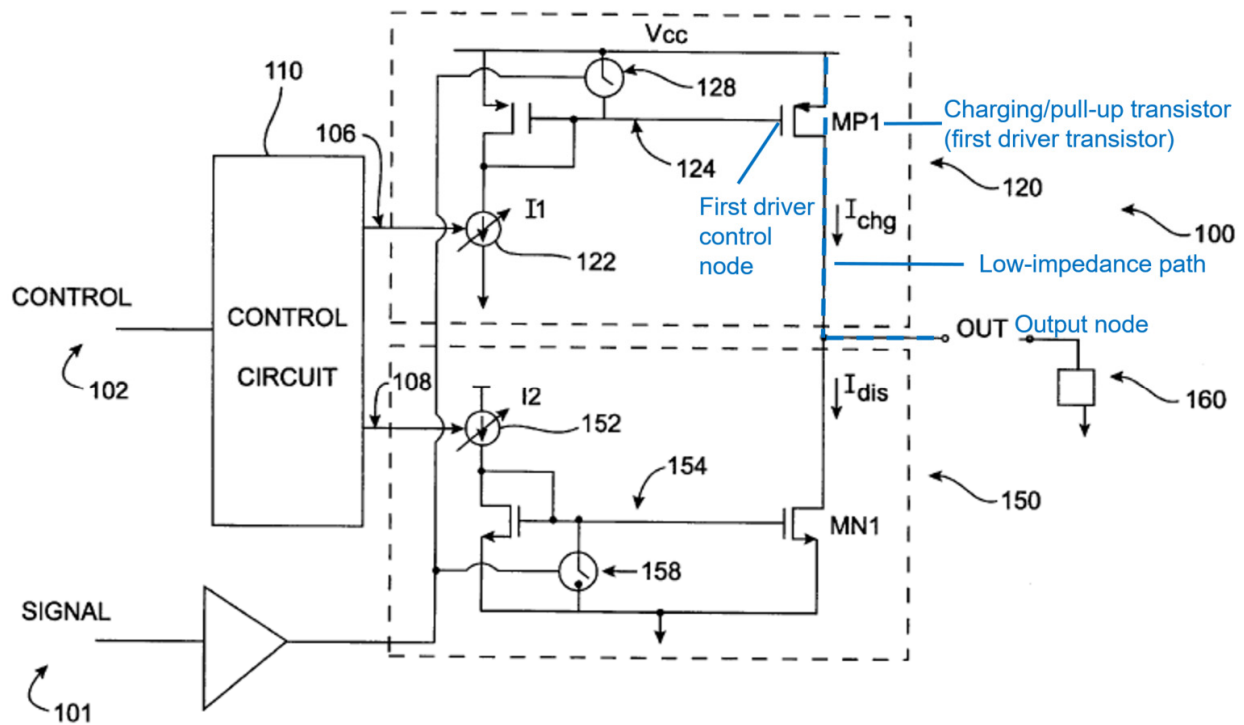 Vcc
110
128
106
MP1
Charging/pull-up transistor
(first driver transistor)
124
120
First driver
control
node
I1
Ichg
100
122
Low-impedance path
CONTROL
CONTROL
CIRCUIT
OUT
Output node
102
108
I2
Idis
160
152
154
150
MN1
158
SIGNAL
101